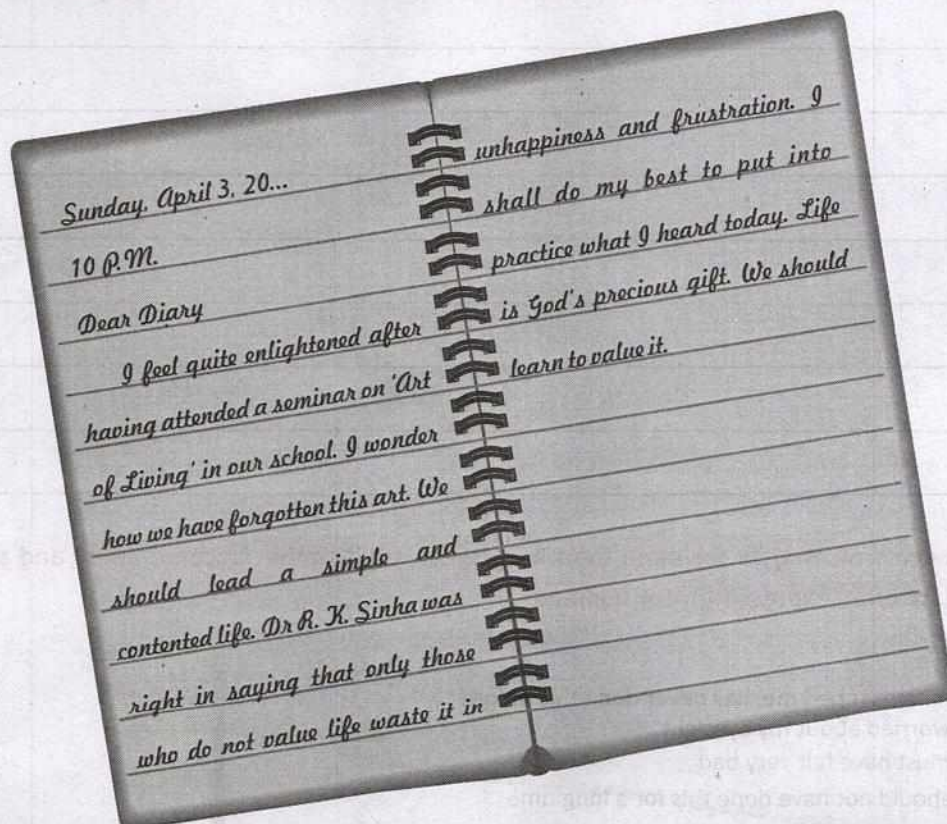 Sunday, April 3, 20...
10 P.M.
Dear Diary
I feel quite enlightened after
having attended a seminar on 'Art
of Living' in our school. I wonder
how we have forgotten this art. We
should lead a simple and
contented life. Dr R. K. Sinha was
right in saying that only those
who do not value life waste it in
unhappiness and frustration. I
shall do my best to put into
practice what I heard today. Life
is God's precious gift. We should
learn to value it.